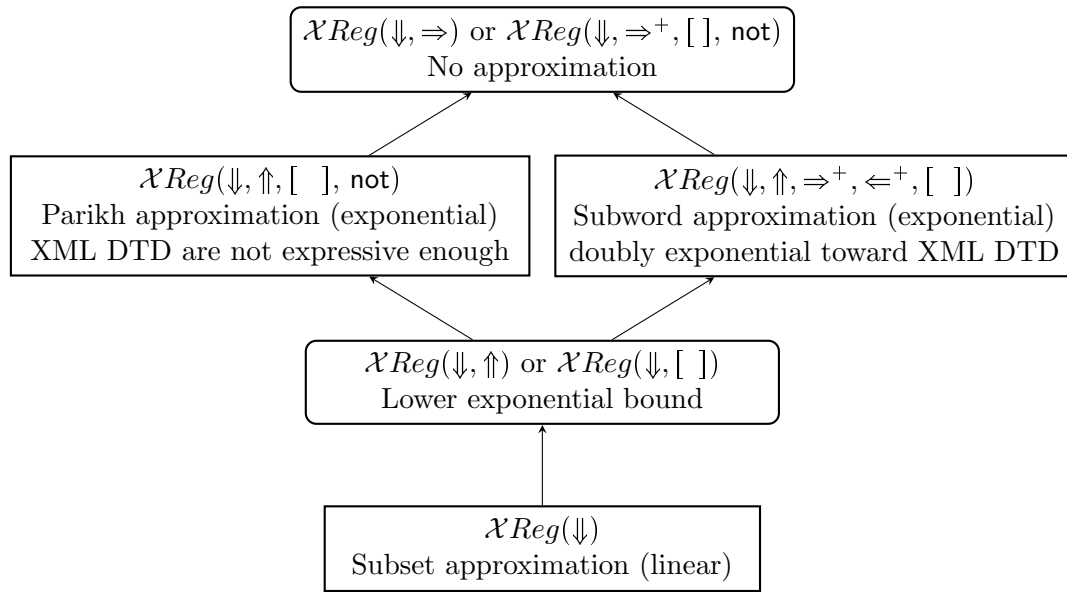 𝒳Reg(⇓, ⇒) or 𝒳Reg(⇓, ⇒⁺, [ ], not)
No approximation
𝒳Reg(⇓, ⇑, [ ], not)
Parikh approximation (exponential)
XML DTD are not expressive enough
𝒳Reg(⇓, ⇑, ⇒⁺, ⇐⁺, [ ])
Subword approximation (exponential)
doubly exponential toward XML DTD
𝒳Reg(⇓, ⇑) or 𝒳Reg(⇓, [ ])
Lower exponential bound
𝒳Reg(⇓)
Subset approximation (linear)